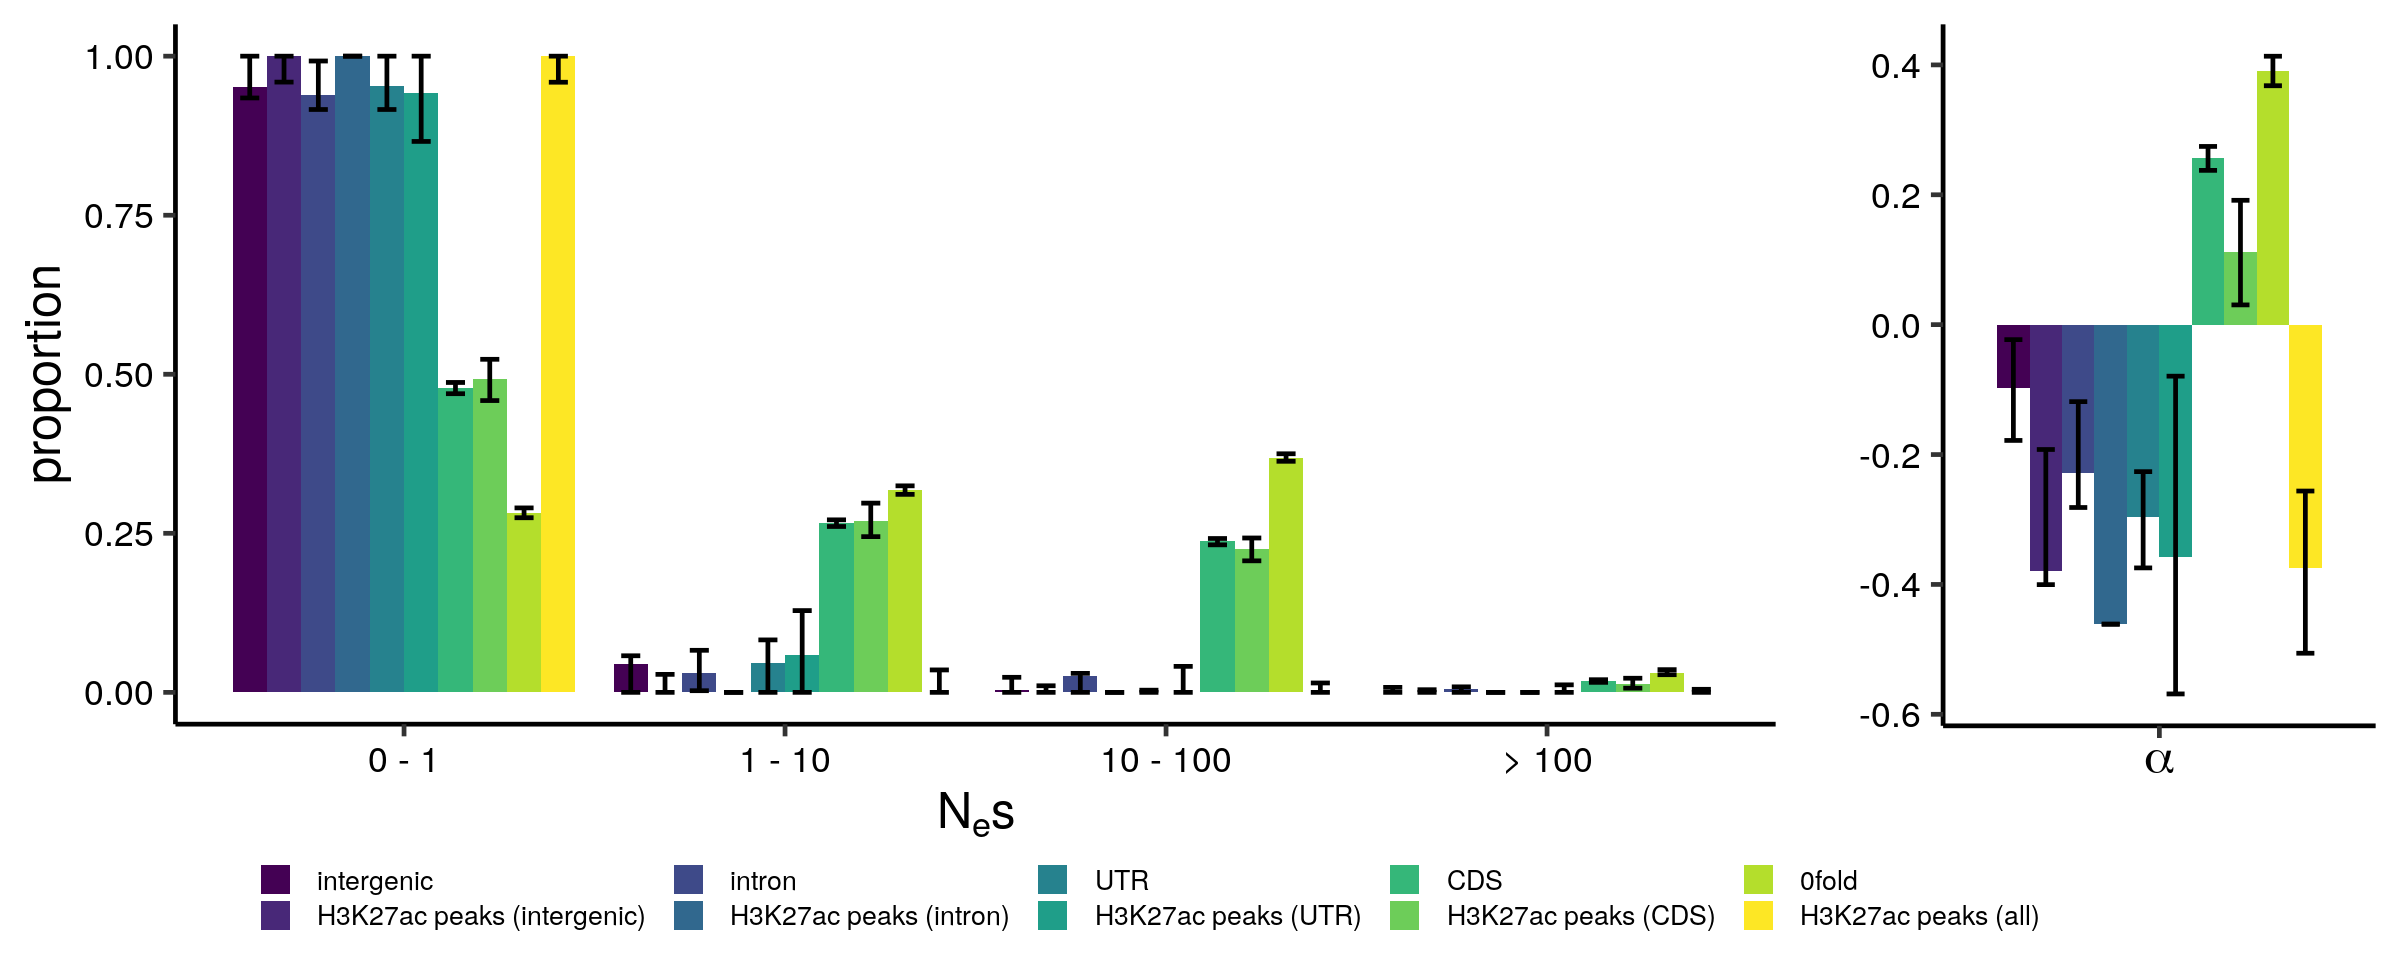 proportion
1.00
0.75
0.50
0.25
0.00
0 - 1
1 - 10
10 - 100
> 100
Nₑs
0.4
0.2
0.0
-0.2
-0.4
-0.6
α
intergenic
H3K27ac peaks (intergenic)
intron
H3K27ac peaks (intron)
UTR
H3K27ac peaks (UTR)
CDS
H3K27ac peaks (CDS)
0fold
H3K27ac peaks (all)